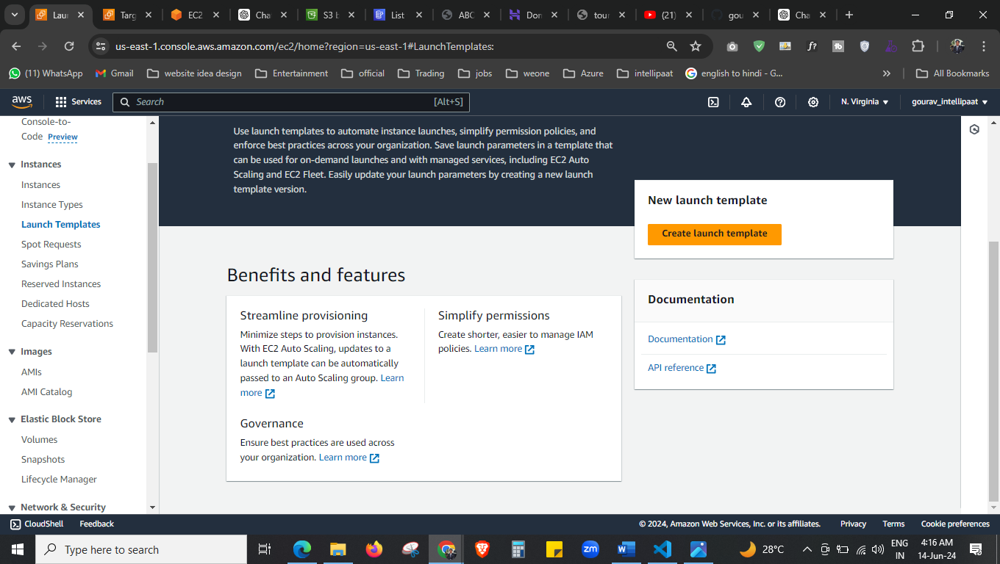 Laun
Targ
EC2
Chat
S3 b
List
ABC
Don
tour
(21)
gou
Cha
us-east-1.console.aws.amazon.com/ec2/home?region=us-east-1#LaunchTemplates:
(11) WhatsApp
Gmail
website idea design
Entertainment
official
Trading
jobs
weone
Azure
intellipaat
english to hindi - G...
All Bookmarks
aws
Services
Search
[Alt+S]
N. Virginia
gourav_intellipaat
Console-to-
Code Preview
Instances
Instances
Instance Types
Launch Templates
Spot Requests
Savings Plans
Reserved Instances
Dedicated Hosts
Capacity Reservations
Images
AMIs
AMI Catalog
Elastic Block Store
Volumes
Snapshots
Lifecycle Manager
Network & Security
Use launch templates to automate instance launches, simplify permission policies, and
enforce best practices across your organization. Save launch parameters in a template that
can be used for on-demand launches and with managed services, including EC2 Auto
Scaling and EC2 Fleet. Easily update your launch parameters by creating a new launch
template version.
New launch template
Create launch template
Benefits and features
Streamline provisioning
Minimize steps to provision instances.
With EC2 Auto Scaling, updates to a
launch template can be automatically
passed to an Auto Scaling group. Learn
more
Simplify permissions
Create shorter, easier to manage IAM
policies. Learn more
Governance
Ensure best practices are used across
your organization. Learn more
Documentation
Documentation
API reference
CloudShell
Feedback
© 2024, Amazon Web Services, Inc. or its affiliates.
Privacy
Terms
Cookie preferences
Type here to search
zm
28°C
ENG
IN
4:16 AM
14-Jun-24